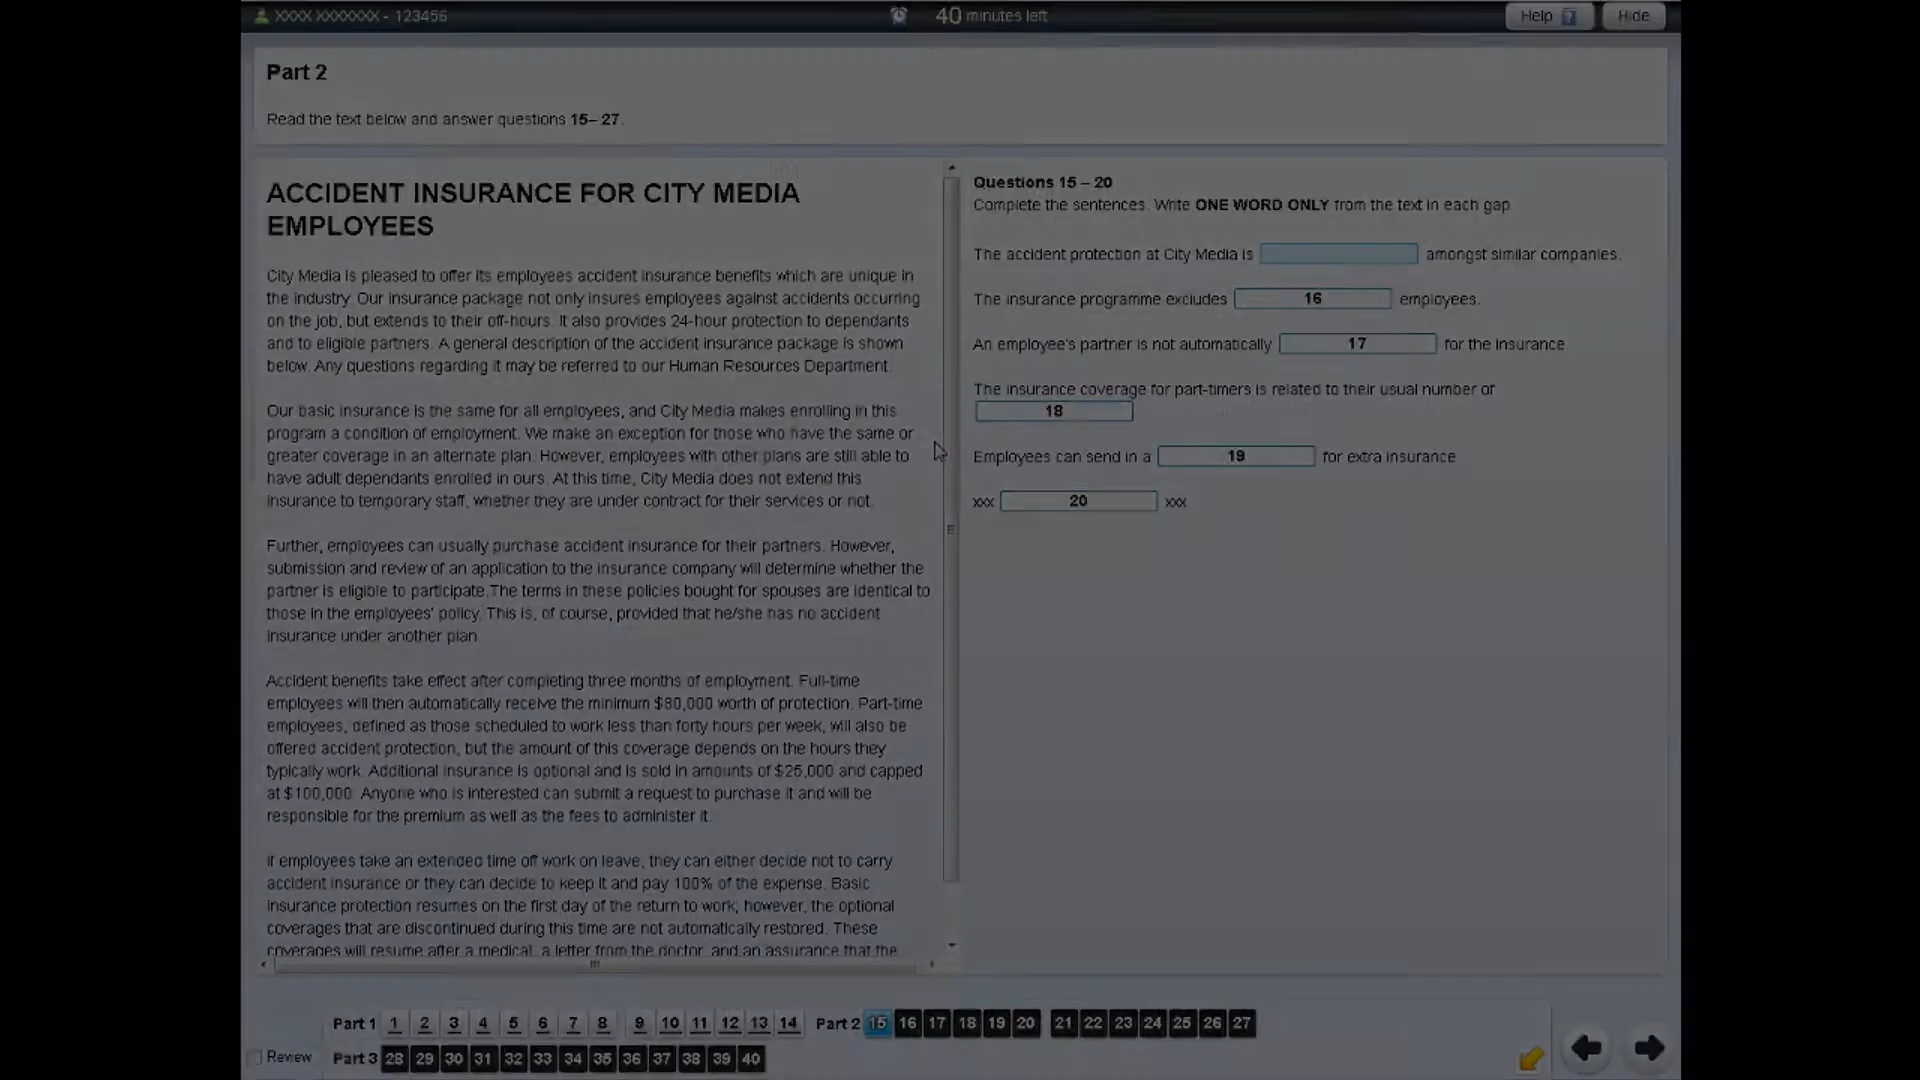 XXXX XXXXXXX - 123456
40 minutes left
Help ?
Hide
Part 2
Read the text below and answer questions 15– 27.
ACCIDENT INSURANCE FOR CITY MEDIA
EMPLOYEES
City Media is pleased to offer its employees accident insurance benefits which are unique in
the industry. Our insurance package not only insures employees against accidents occurring
on the job, but extends to their off-hours. It also provides 24-hour protection to dependants
and to eligible partners. A general description of the accident insurance package is shown
below. Any questions regarding it may be referred to our Human Resources Department.
Our basic insurance is the same for all employees, and City Media makes enrolling in this
program a condition of employment. We make an exception for those who have the same or
greater coverage in an alternate plan. However, employees with other plans are still able to
have adult dependants enrolled in ours. At this time, City Media does not extend this
insurance to temporary staff, whether they are under contract for their services or not.
Further, employees can usually purchase accident insurance for their partners. However,
submission and review of an application to the insurance company will determine whether the
partner is eligible to participate.The terms in these policies bought for spouses are identical to
those in the employees' policy. This is, of course, provided that he/she has no accident
insurance under another plan
Accident benefits take effect after completing three months of employment. Full-time
employees will then automatically receive the minimum $80,000 worth of protection. Part-time
employees, defined as those scheduled to work less than forty hours per week, will also be
offered accident protection, but the amount of this coverage depends on the hours they
typically work. Additional insurance is optional and is sold in amounts of $25,000 and capped
at $100,000. Anyone who is interested can submit a request to purchase it and will be
responsible for the premium as well as the fees to administer it.
If employees take an extended time off work on leave, they can either decide not to carry
accident insurance or they can decide to keep it and pay 100% of the expense. Basic
insurance protection resumes on the first day of the return to work; however, the optional
coverages that are discontinued during this time are not automatically restored. These
coverages will resume after a medical, a letter from the doctor, and an assurance that the
Questions 15 – 20
Complete the sentences. Write ONE WORD ONLY from the text in each gap
The accident protection at City Media is amongst similar companies.
The insurance programme excludes 16 employees.
An employee's partner is not automatically 17 for the insurance.
The insurance coverage for part-timers is related to their usual number of
18
Employees can send in a 19 for extra insurance
xxx 20 xxx
Part 1 1 2 3 4 5 6 7 8 9 10 11 12 13 14 Part 2 15 16 17 18 19 20 21 22 23 24 25 26 27
Review Part 3 28 29 30 31 32 33 34 35 36 37 38 39 40